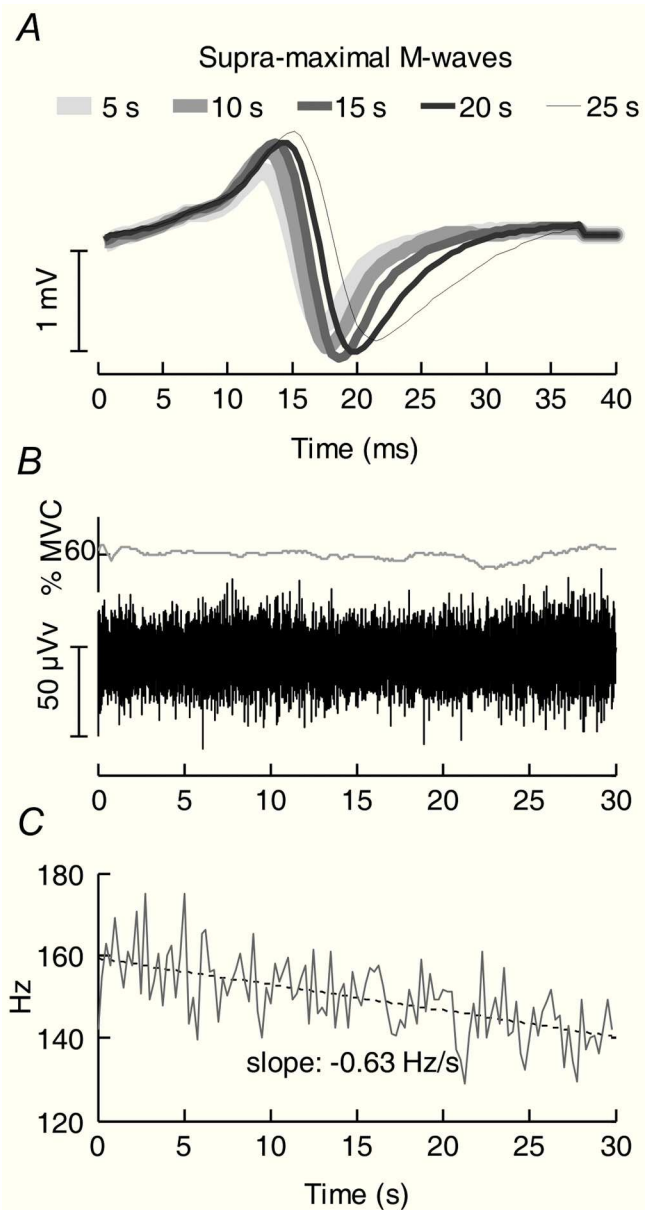 A
Supra-maximal M-waves
5 s 10 s 15 s 20 s 25 s
1 mV
0 5 10 15 20 25 30 35 40
Time (ms)
B
% MVC
60
50 µVv
0 5 10 15 20 25 30
C
180
160
140
120
Hz
slope: -0.63 Hz/s
0 5 10 15 20 25 30
Time (s)